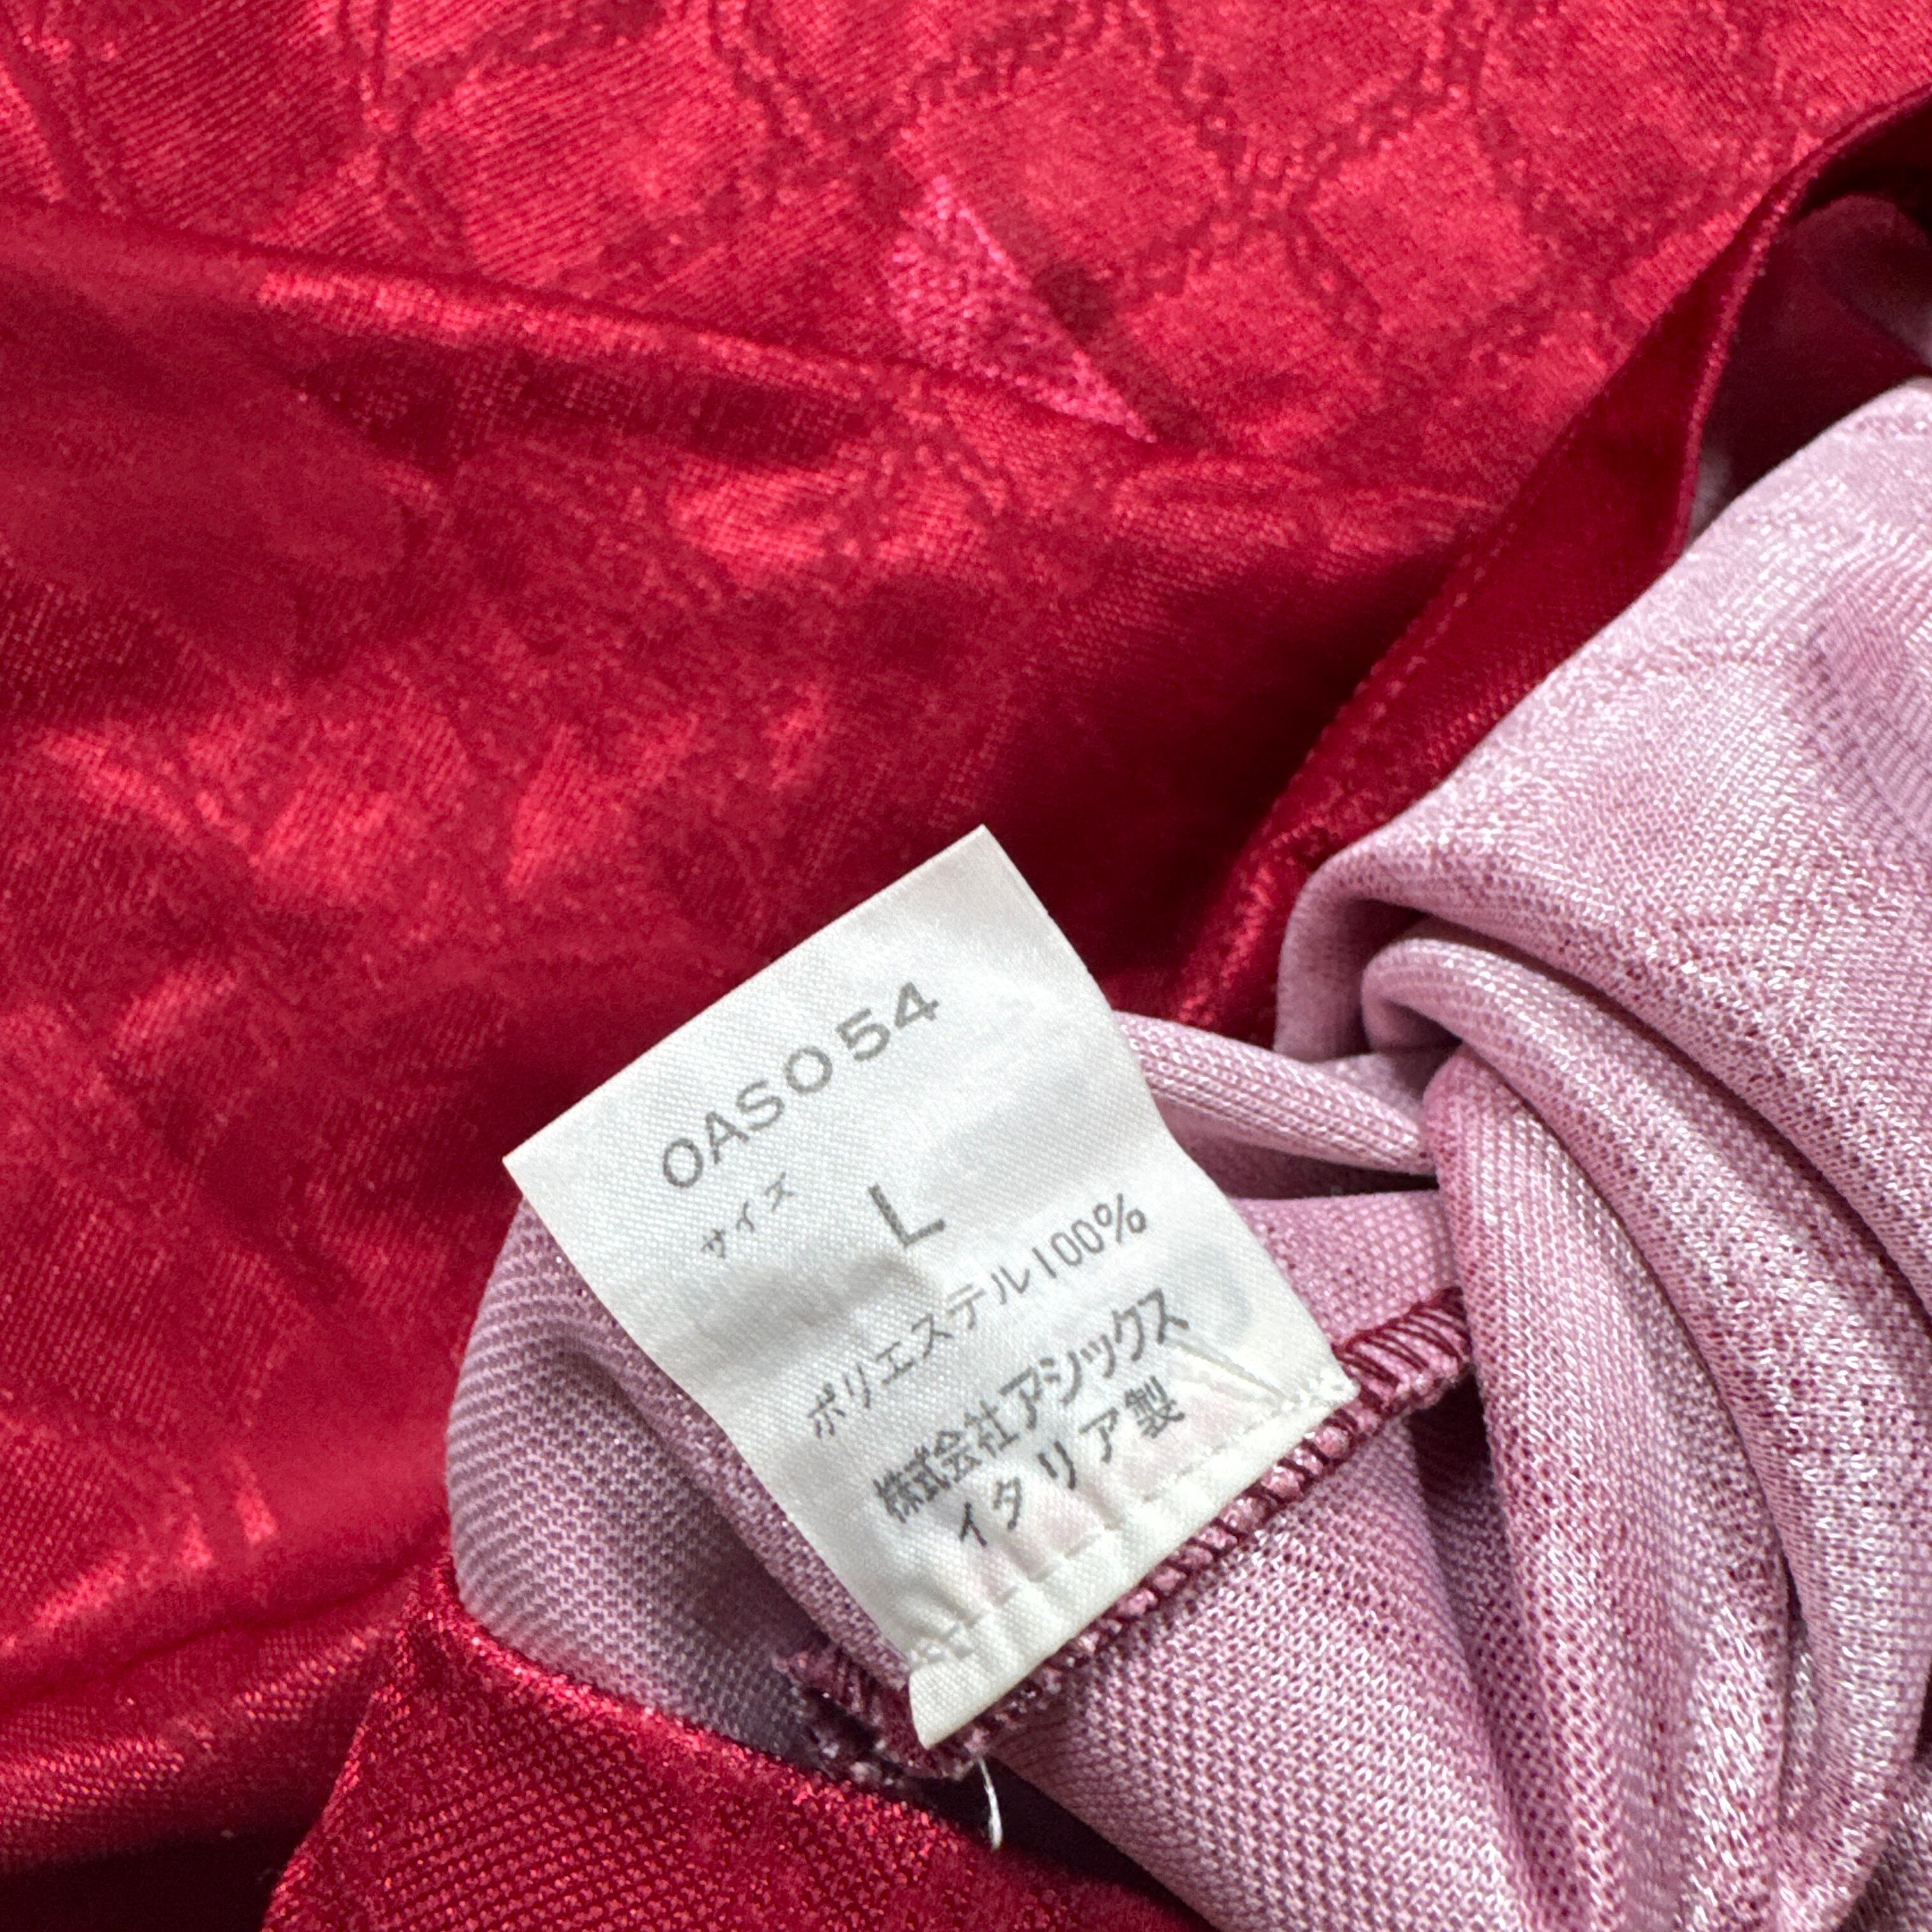 OASO54
サイズ L
ポリエステル100%
株式会社アシックス
イタリア製